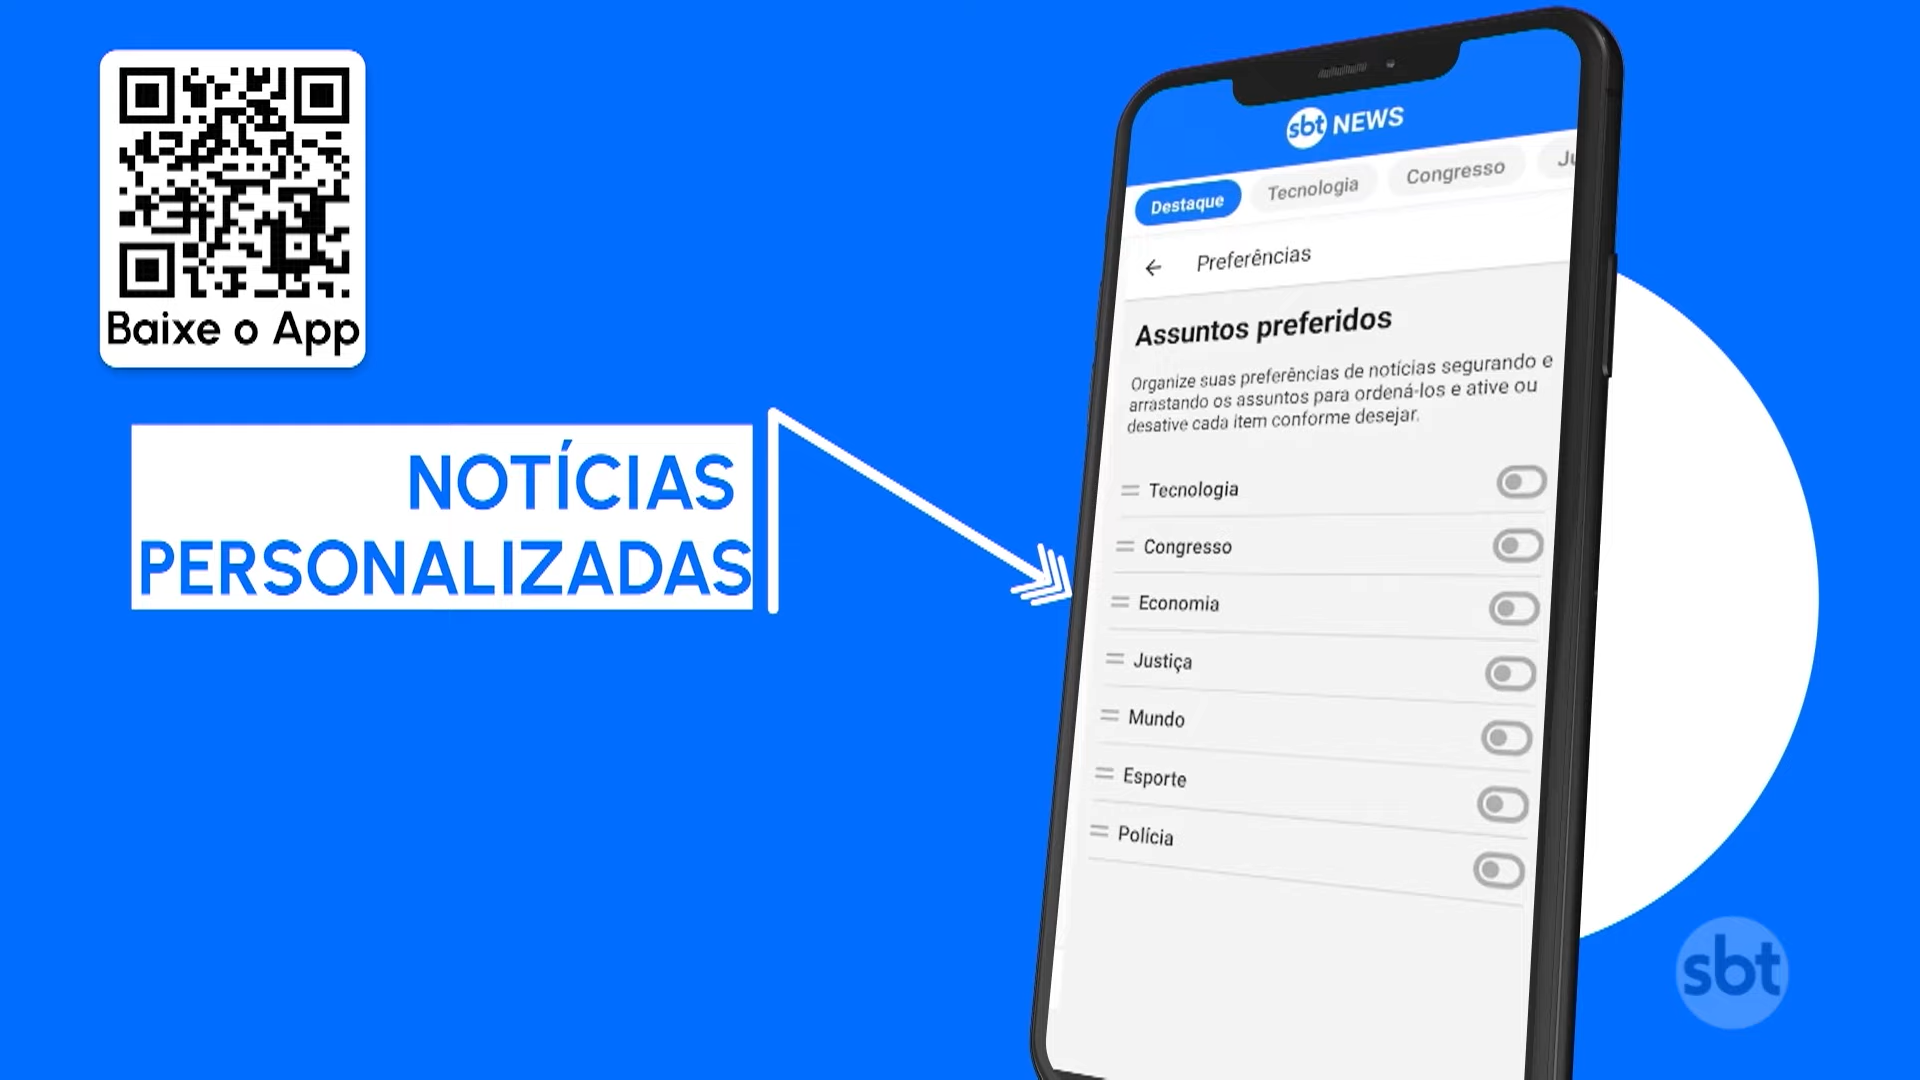 Baixe o App
NOTÍCIAS
PERSONALIZADAS
sbt NEWS
Destaque
Tecnologia
Congresso
Preferências
Assuntos preferidos
Organize suas preferências de notícias segurando e
arrastando os assuntos para ordená-los e ative ou
desative cada item conforme desejar.
Tecnologia
Congresso
Economia
Justiça
Mundo
Esporte
Polícia
sbt